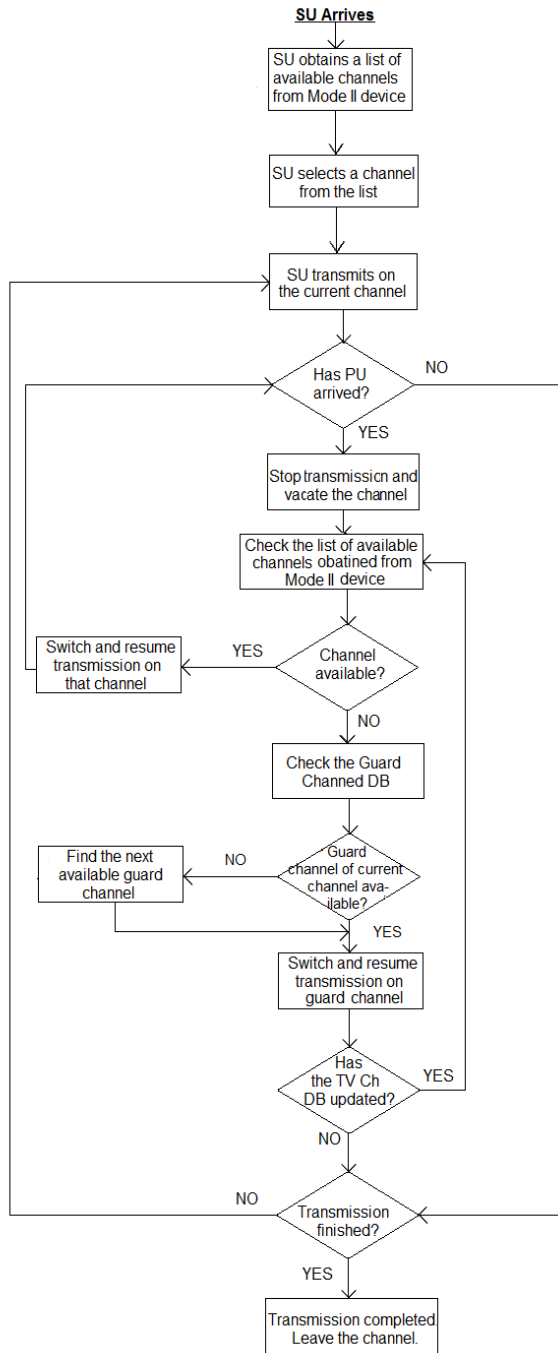 SU Arrives
SU obtains a list of
available channels
from Mode II device
SU selects a channel
from the list
SU transmits on
the current channel
Has PU
arrived?
NO
YES
Stop transmission and
vacate the channel
Check the list of available
channels obatined from
Mode II device
Channel
available?
YES
Switch and resume
transmission on
that channel
NO
Check the Guard
Channed DB
Guard
channel of current
channel ava-
ilable?
NO
Find the next
available guard
channel
YES
Switch and resume
transmission on
guard channel
Has
the TV Ch
DB updated?
YES
NO
Transmission
finished?
NO
YES
Transmission completed.
Leave the channel.